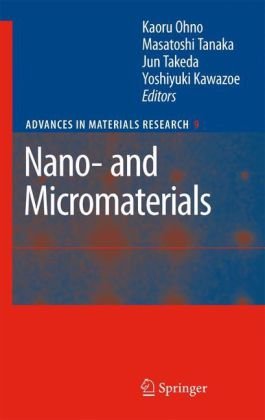 Kaoru Ohno
Masatoshi Tanaka
Jun Takeda
Yoshiyuki Kawazoe
Editors
ADVANCES IN MATERIALS RESEARCH 9
Nano- and
Micromaterials
Springer